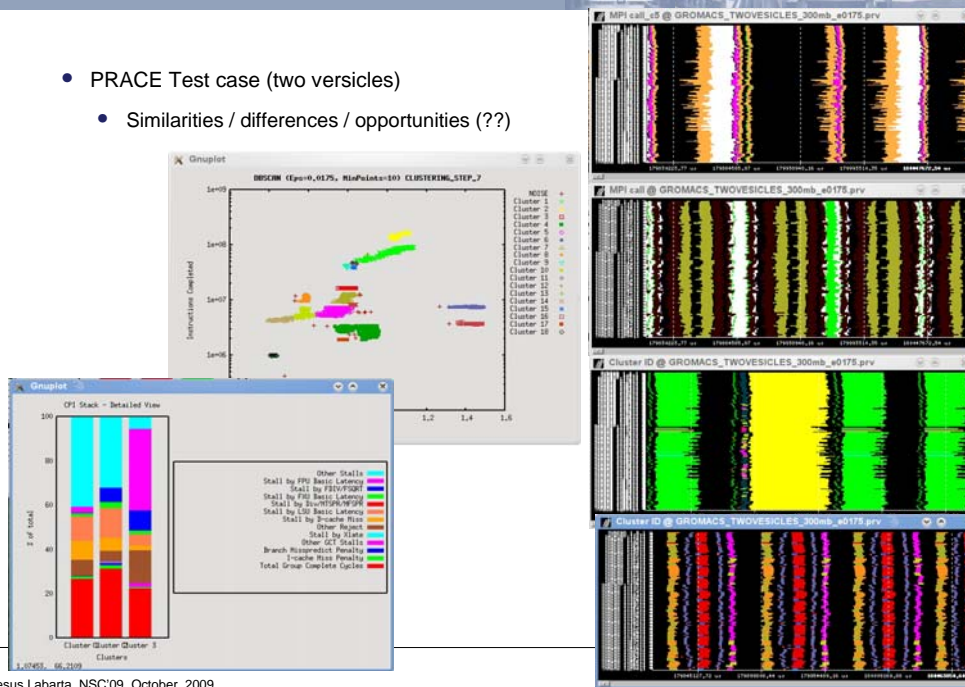 • PRACE Test case (two versicles)
• Similarities / differences / opportunities (??)
Gnuplot
DBSCAN (Eps=0,0175, MinPoints=10) CLUSTERING_STEP_7
1e+09
1e+08
1e+07
1e+06
Instructions Completed
NOISE
Cluster 1
Cluster 2
Cluster 3
Cluster 4
Cluster 5
Cluster 6
Cluster 7
Cluster 8
Cluster 9
Cluster 10
Cluster 11
Cluster 12
Cluster 13
Cluster 14
Cluster 15
Cluster 16
Cluster 17
Cluster 18
1,2 1,4 1,6
Gnuplot
CPI Stack - Detailed View
100
80
60
40
20
0
% of total
Other Stalls
Stall by FPU Basic Latency
Stall by FDIV/FSQRT
Stall by FXU Basic Latency
Stall by Div/MTSPR/MFSPR
Stall by LSU Basic Latency
Stall by D-cache Miss
Other Reject
Stall by Xlate
Other GCT Stalls
Branch Misspredict Penalty
I-cache Miss Penalty
Total Group Complete Cycles
Cluster Cluster Cluster 3
Clusters
1,07453, 66,2109
MPI call_c5 @ GROMACS_TWOVESICLES_300mb_e0175.prv
MPI call @ GROMACS_TWOVESICLES_300mb_e0175.prv
Cluster ID @ GROMACS_TWOVESICLES_300mb_e0175.prv
Cluster ID @ GROMACS_TWOVESICLES_300mb_e0175.prv
esus Labarta, NSC'09, October, 2009